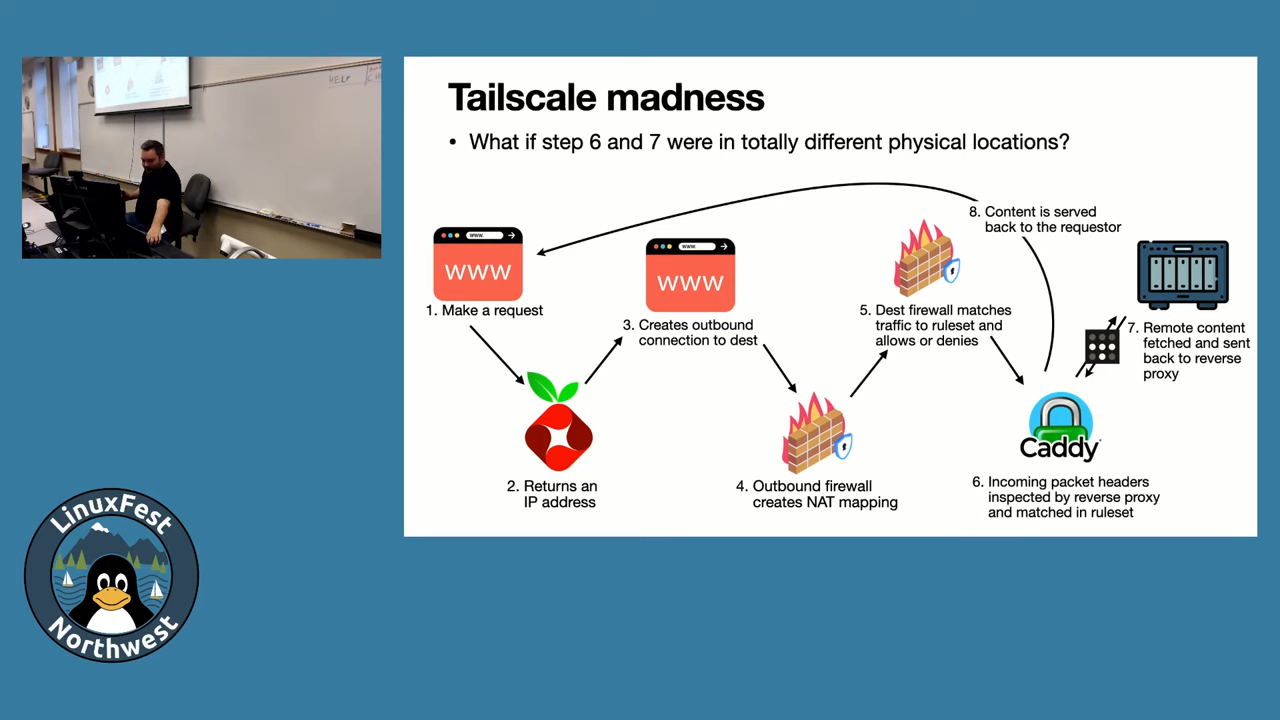 HELP
Tailscale madness
• What if step 6 and 7 were in totally different physical locations?
www.
www
1. Make a request
2. Returns an
IP address
www.
www
3. Creates outbound
connection to dest
4. Outbound firewall
creates NAT mapping
5. Dest firewall matches
traffic to ruleset and
allows or denies
Caddy
6. Incoming packet headers
inspected by reverse proxy
and matched in ruleset
7. Remote content
fetched and sent
back to reverse
proxy
8. Content is served
back to the requestor
LinuxFest
Northwest